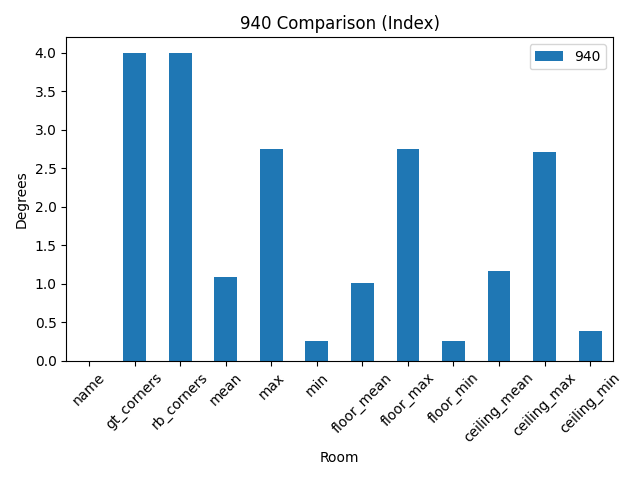 940 Comparison (Index)
940
Degrees
4.0
3.5
3.0
2.5
2.0
1.5
1.0
0.5
0.0
name
gt_corners
rb_corners
mean
max
min
floor_mean
floor_max
floor_min
ceiling_mean
ceiling_max
ceiling_min
Room